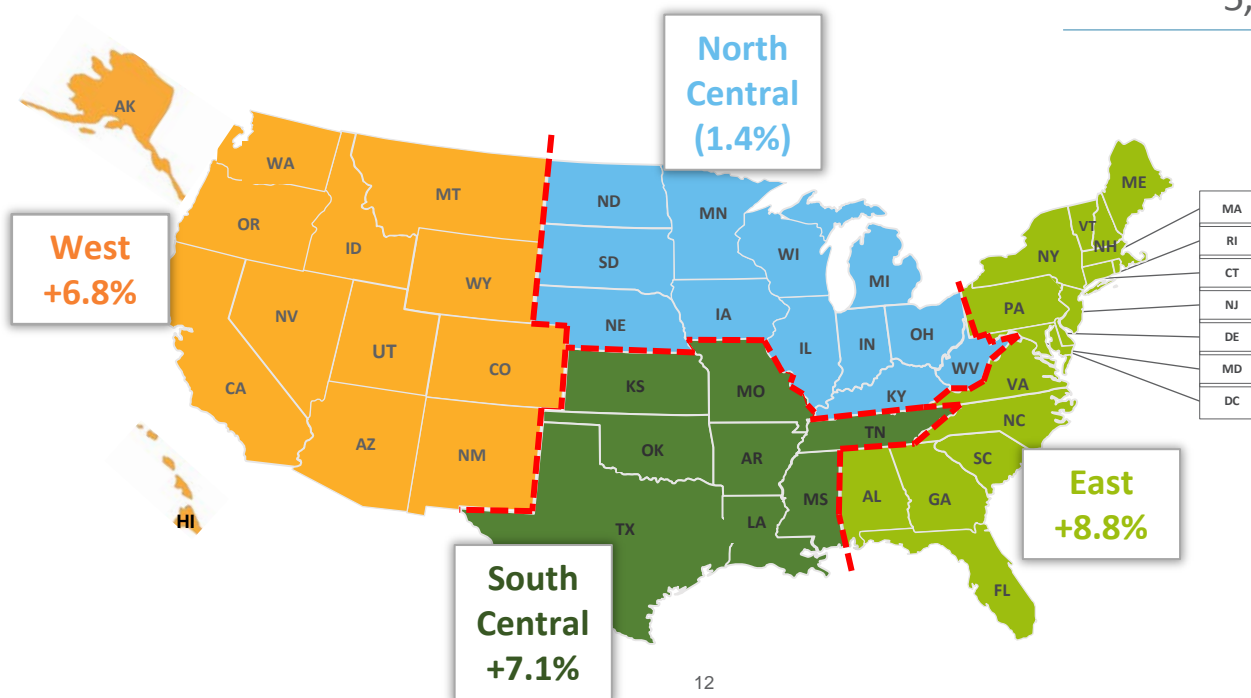 5,
North
Central
(1.4%)
AK
WA
MT
ND
MN
ME
OR
ID
WY
SD
WI
MI
NY
VT
NH
MA
RI
CT
NJ
DE
MD
DC
West
+6.8%
NV
UT
CO
NE
IA
IL
IN
OH
PA
WV
VA
CA
KS
MO
KY
NC
AZ
NM
OK
AR
TN
SC
MS
AL
GA
East
+8.8%
HI
TX
LA
FL
South
Central
+7.1%
12